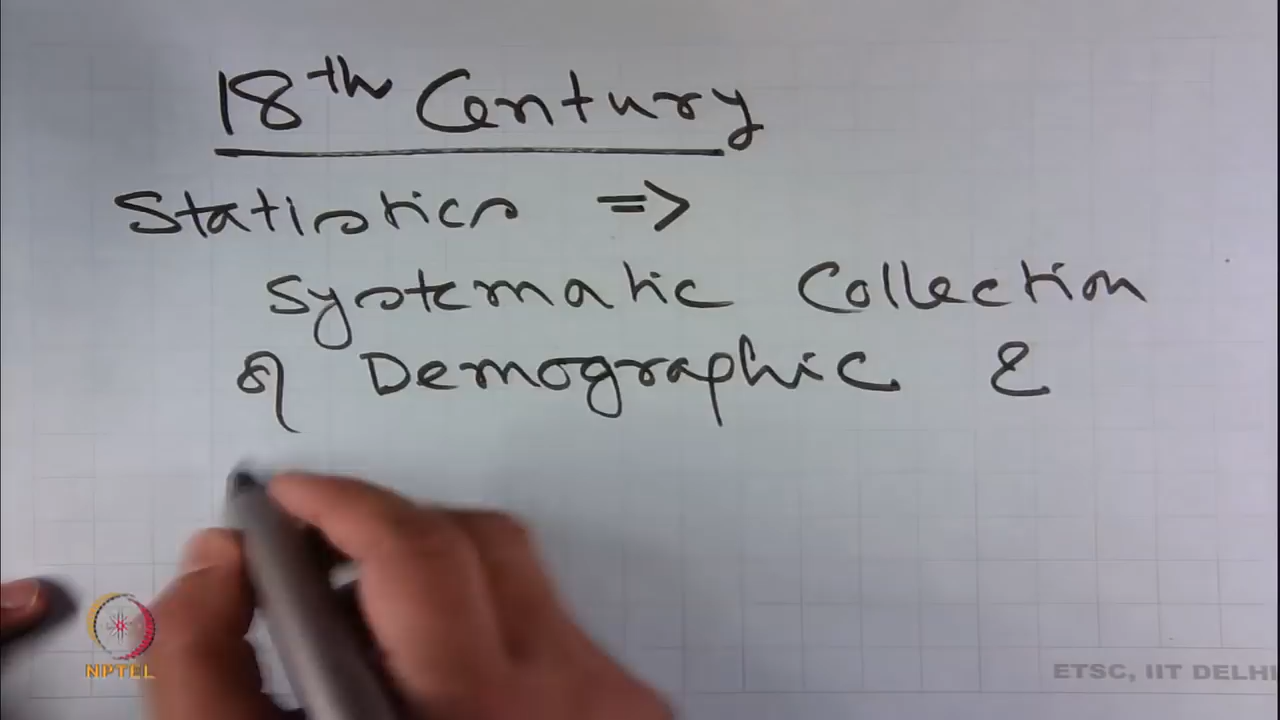 18th Century
Statistics =>
Systematic Collection
of Demographic &
NPTEL
ETSC, IIT DELHI